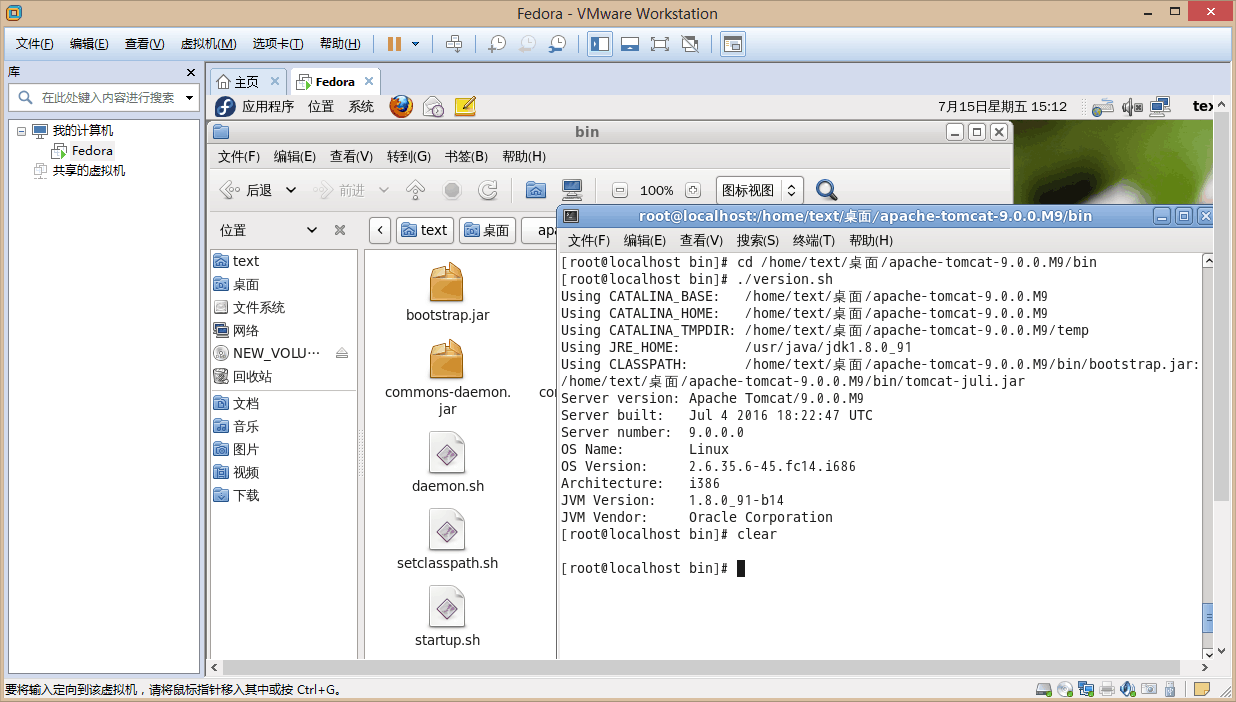 Fedora - VMware Workstation
文件(F) 编辑(E) 查看(V) 虚拟机(M) 选项卡(T) 帮助(H)
库
在此处键入内容进行搜索
我的计算机
Fedora
共享的虚拟机
主页 Fedora
应用程序 位置 系统 7月15日星期五 15:12 tex
bin
文件(F) 编辑(E) 查看(V) 转到(G) 书签(B) 帮助(H)
后退 前进 100% 图标视图
位置 text 桌面 apa
text
桌面
文件系统
网络
NEW_VOLU···
回收站
文档
音乐
图片
视频
下载
bootstrap.jar
commons-daemon.
jar
co
daemon.sh
setclasspath.sh
startup.sh
root@localhost:/home/text/桌面/apache-tomcat-9.0.0.M9/bin
文件(F) 编辑(E) 查看(V) 搜索(S) 终端(T) 帮助(H)
[root@localhost bin]# cd /home/text/桌面/apache-tomcat-9.0.0.M9/bin
[root@localhost bin]# ./version.sh
Using CATALINA_BASE:   /home/text/桌面/apache-tomcat-9.0.0.M9
Using CATALINA_HOME:   /home/text/桌面/apache-tomcat-9.0.0.M9
Using CATALINA_TMPDIR: /home/text/桌面/apache-tomcat-9.0.0.M9/temp
Using JRE_HOME:        /usr/java/jdk1.8.0_91
Using CLASSPATH:       /home/text/桌面/apache-tomcat-9.0.0.M9/bin/bootstrap.jar:
/home/text/桌面/apache-tomcat-9.0.0.M9/bin/tomcat-juli.jar
Server version: Apache Tomcat/9.0.0.M9
Server built:   Jul 4 2016 18:22:47 UTC
Server number:  9.0.0.0
OS Name:        Linux
OS Version:     2.6.35.6-45.fc14.i686
Architecture:   i386
JVM Version:    1.8.0_91-b14
JVM Vendor:     Oracle Corporation
[root@localhost bin]# clear
[root@localhost bin]#
要将输入定向到该虚拟机，请将鼠标指针移入其中或按 Ctrl+G。